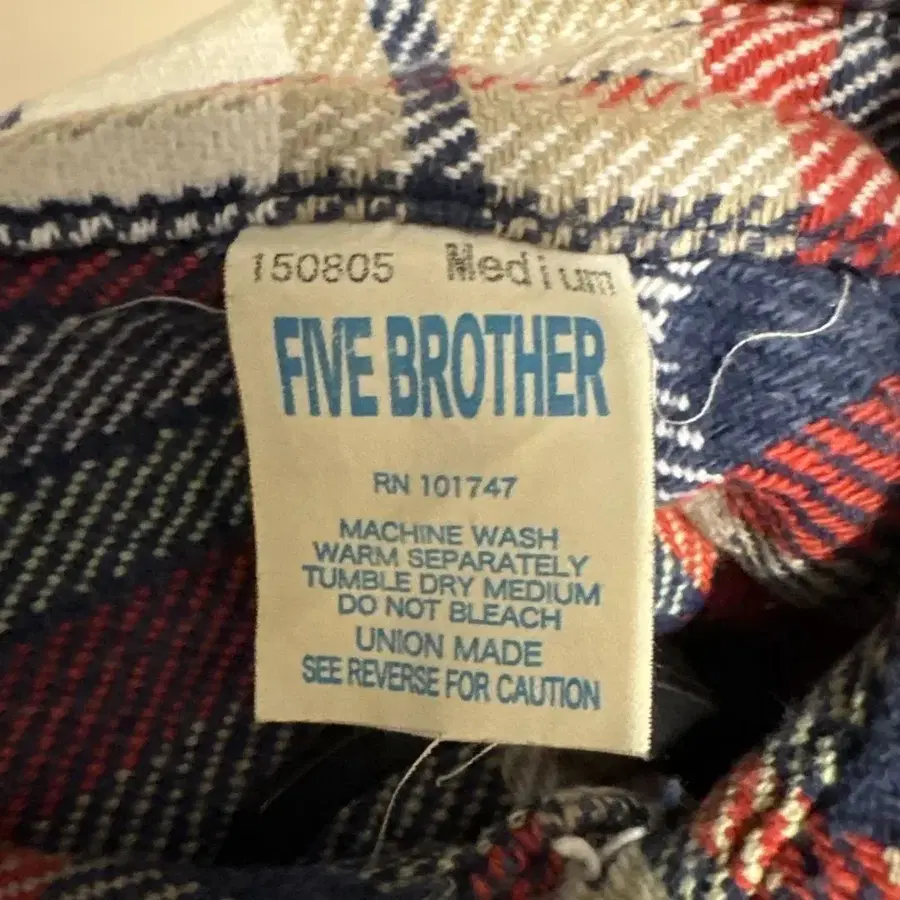 150805 Medium
FIVE BROTHER
RN 101747
MACHINE WASH
WARM SEPARATELY
TUMBLE DRY MEDIUM
DO NOT BLEACH
UNION MADE
SEE REVERSE FOR CAUTION